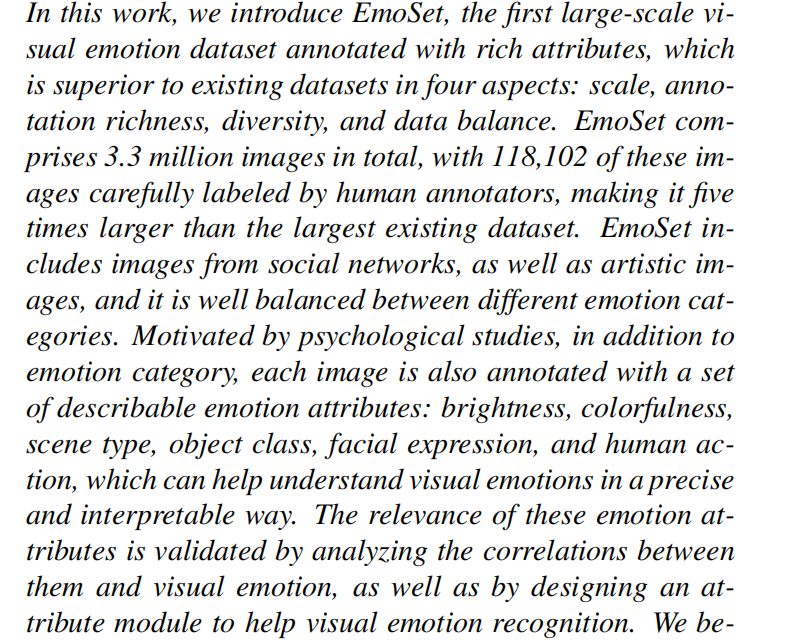 In this work, we introduce EmoSet, the first large-scale vi-
sual emotion dataset annotated with rich attributes, which
is superior to existing datasets in four aspects: scale, anno-
tation richness, diversity, and data balance. EmoSet com-
prises 3.3 million images in total, with 118,102 of these im-
ages carefully labeled by human annotators, making it five
times larger than the largest existing dataset. EmoSet in-
cludes images from social networks, as well as artistic im-
ages, and it is well balanced between different emotion cat-
egories. Motivated by psychological studies, in addition to
emotion category, each image is also annotated with a set
of describable emotion attributes: brightness, colorfulness,
scene type, object class, facial expression, and human ac-
tion, which can help understand visual emotions in a precise
and interpretable way. The relevance of these emotion at-
tributes is validated by analyzing the correlations between
them and visual emotion, as well as by designing an at-
tribute module to help visual emotion recognition. We be-